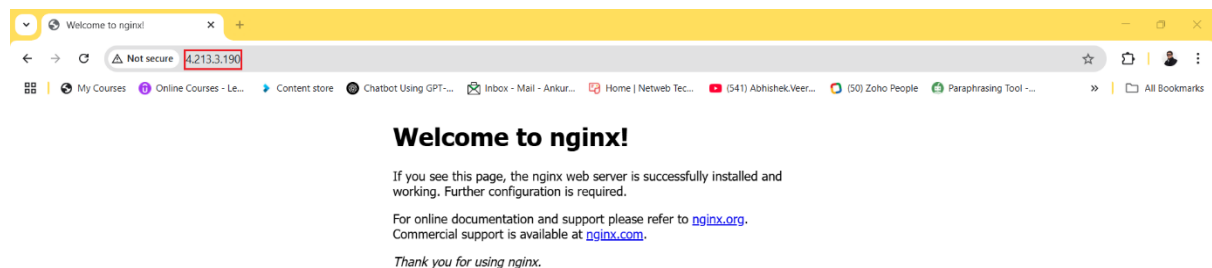 Welcome to nginx!
Not secure 4.213.3.190
My Courses Online Courses - Le... Content store Chatbot Using GPT-... Inbox - Mail - Ankur... Home | Netweb Tec... (541) Abhishek.Veer... (50) Zoho People Paraphrasing Tool -... » All Bookmarks
Welcome to nginx!
If you see this page, the nginx web server is successfully installed and
working. Further configuration is required.
For online documentation and support please refer to nginx.org.
Commercial support is available at nginx.com.
Thank you for using nginx.